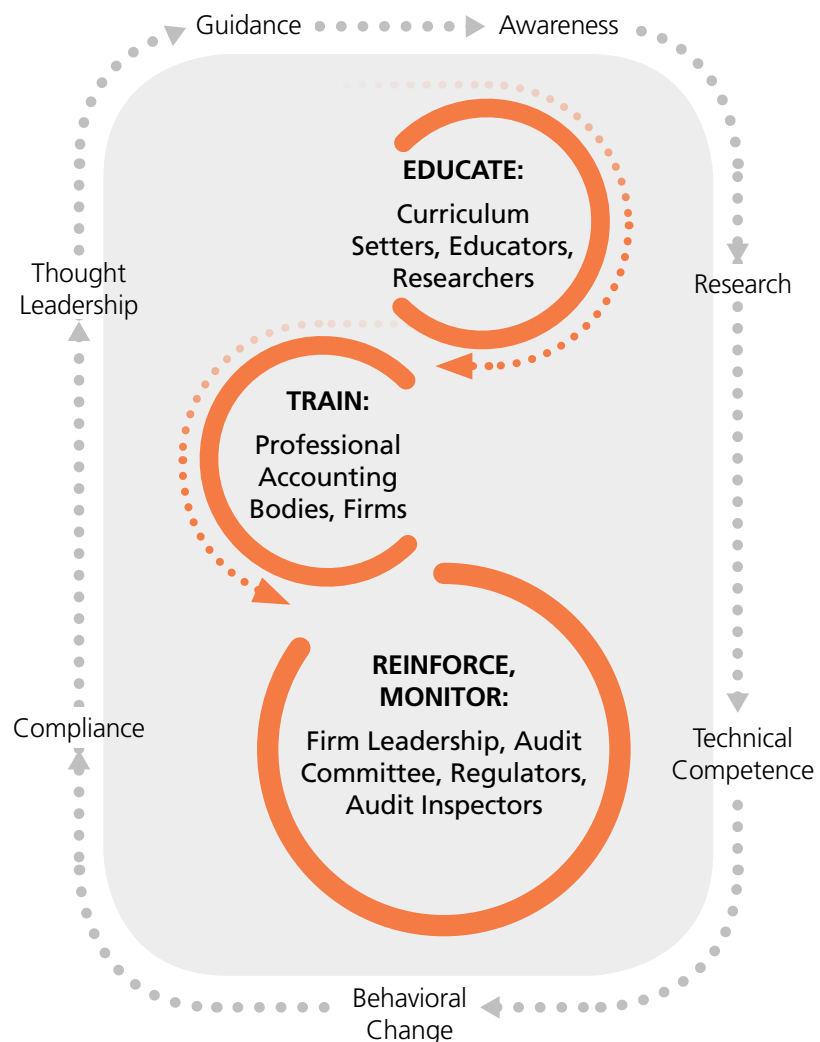 Guidance
Awareness
EDUCATE:
Curriculum
Setters, Educators,
Researchers
Thought
Leadership
Research
TRAIN:
Professional
Accounting
Bodies, Firms
REINFORCE,
MONITOR:
Firm Leadership, Audit
Committee, Regulators,
Audit Inspectors
Compliance
Technical
Competence
Behavioral
Change